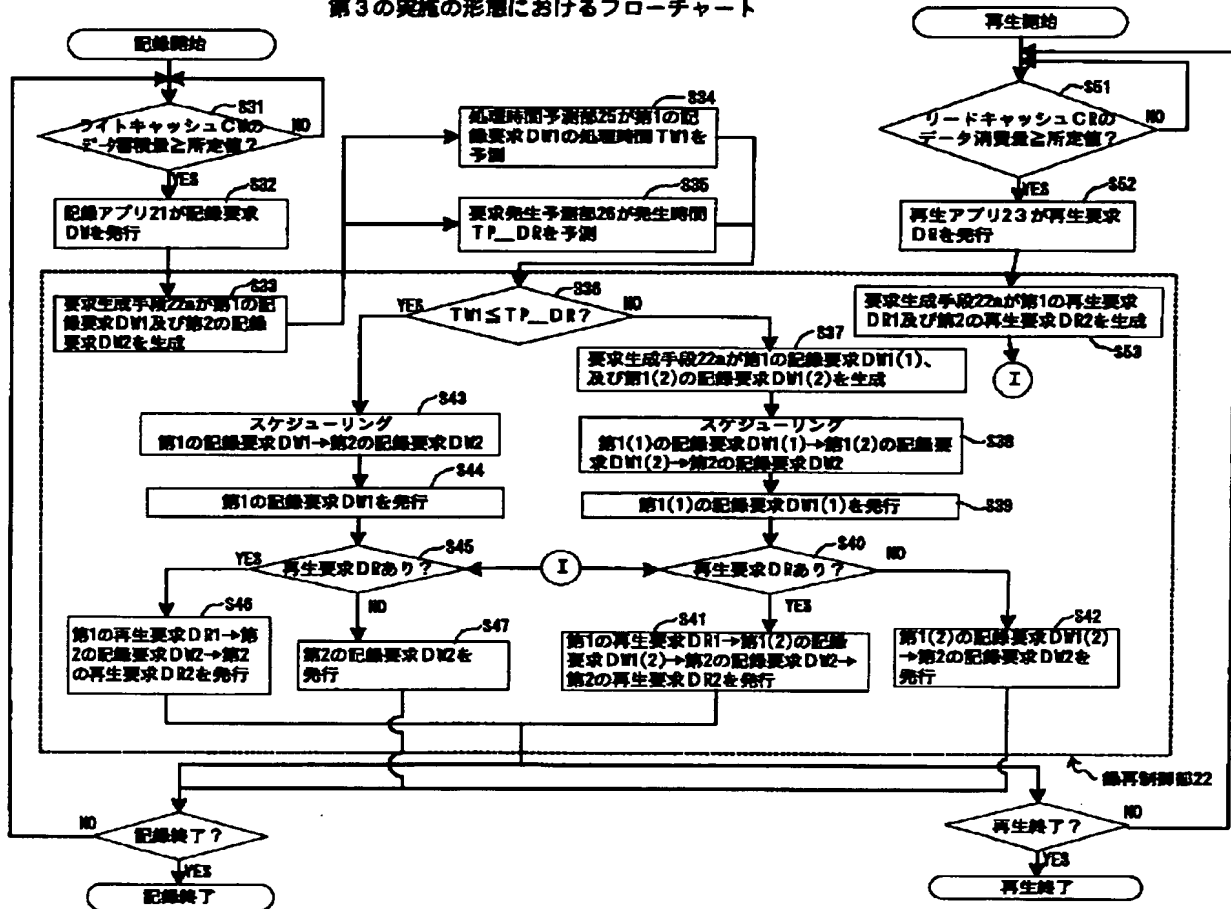 第3の実施の形態におけるフローチャート
記録開始
S31
ライトキャッシュCWの
データ蓄積量≧所定値？
NO
YES
S32
記録アプリ21が記録要求
DWを発行
S33
要求生成手段22aが第1の記
録要求DW1及び第2の記録
要求DW2を生成
S34
処理時間予測部25が第1の記
録要求DW1の処理時間TW1を
予測
S35
要求発生予測部26が発生時間
TP__DRを予測
再生開始
S51
リードキャッシュCRの
データ消費量≧所定値？
NO
YES
S52
再生アプリ23が再生要求
DRを発行
要求生成手段22aが第1の再生要求
DR1及び第2の再生要求DR2を生成
S53
I
S36
YES
TW1≦TP__DR？
NO
S37
要求生成手段22aが第1の記録要求DW1(1)、
及び第1(2)の記録要求DW1(2)を生成
S43
スケジューリング
第1の記録要求DW1→第2の記録要求DW2
スケジューリング
第1(1)の記録要求DW1(1)→第1(2)の記録要
求DW1(2)→第2の記録要求DW2
S38
S44
第1の記録要求DW1を発行
第1(1)の記録要求DW1(1)を発行
S39
S45
YES
再生要求DRあり？
NO
I
S40
再生要求DRあり？
NO
YES
S46
第1の再生要求DR1→第
2の記録要求DW2→第2
の再生要求DR2を発行
S47
第2の記録要求DW2を
発行
S41
第1の再生要求DR1→第1(2)の記録
要求DW1(2)→第2の記録要求DW2→
第2の再生要求DR2を発行
S42
第1(2)の記録要求DW1(2)
→第2の記録要求DW2を
発行
録再制御部22
NO
記録終了？
YES
記録終了
再生終了？
NO
YES
再生終了